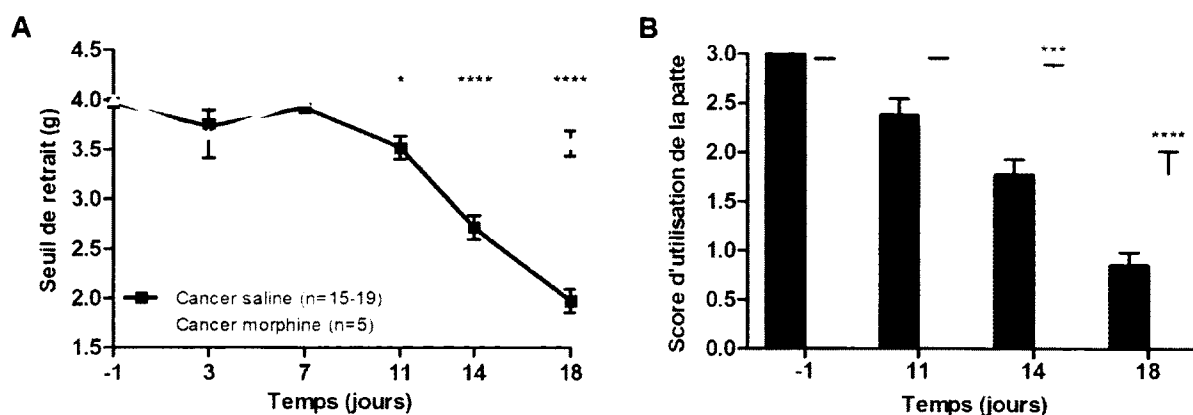 A
Seuil de retrait (g)
4.5
4.0
3.5
3.0
2.5
2.0
1.5
* **** ****
Cancer saline (n=15-19)
Cancer morphine (n=5)
-1 3 7 11 14 18
Temps (jours)
B
Score d'utilisation de la patte
3.0
2.5
2.0
1.5
1.0
0.5
0.0
***
****
-1 11 14 18
Temps (jours)